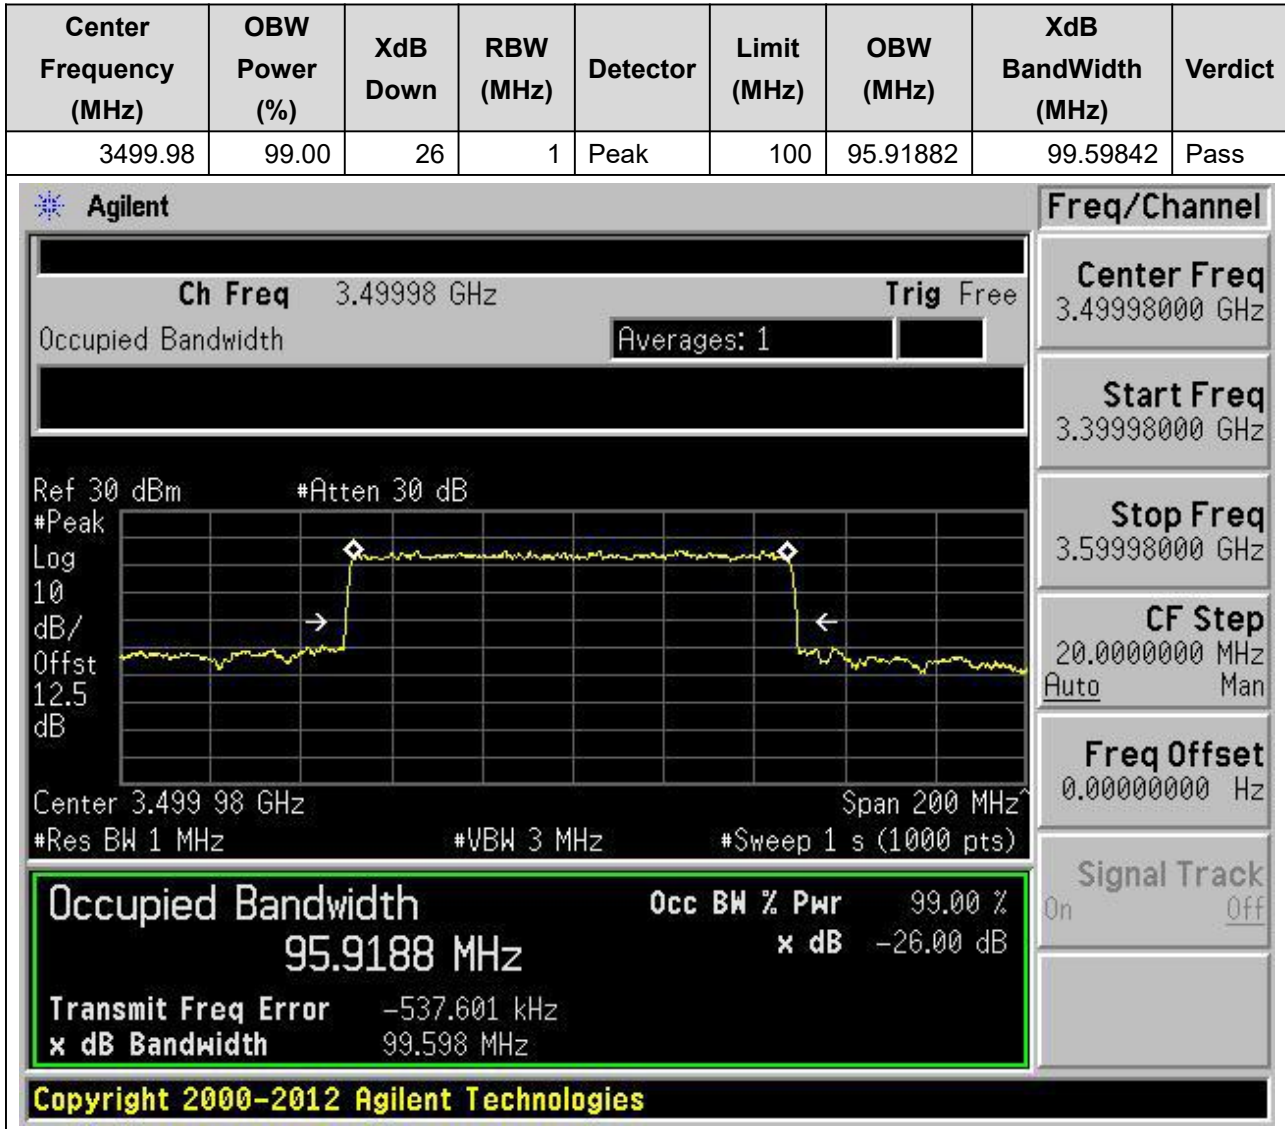 Center Frequency (MHz) OBW Power (%) XdB Down RBW (MHz) Detector Limit (MHz) OBW (MHz) XdB BandWidth (MHz) Verdict
3499.98 99.00 26 1 Peak 100 95.91882 99.59842 Pass
Agilent
Freq/Channel
Ch Freq 3.49998 GHz Trig Free
Occupied Bandwidth Averages: 1
Center Freq
3.49998000 GHz
Start Freq
3.39998000 GHz
Stop Freq
3.59998000 GHz
CF Step
20.0000000 MHz
Auto Man
Freq Offset
0.00000000 Hz
Signal Track
On Off
Ref 30 dBm #Atten 30 dB
#Peak
Log
10
dB/
Offst
12.5
dB
Center 3.499 98 GHz Span 200 MHz^
#Res BW 1 MHz #VBW 3 MHz #Sweep 1 s (1000 pts)
Occupied Bandwidth Occ BW % Pwr 99.00 %
95.9188 MHz x dB -26.00 dB
Transmit Freq Error -537.601 kHz
x dB Bandwidth 99.598 MHz
Copyright 2000-2012 Agilent Technologies